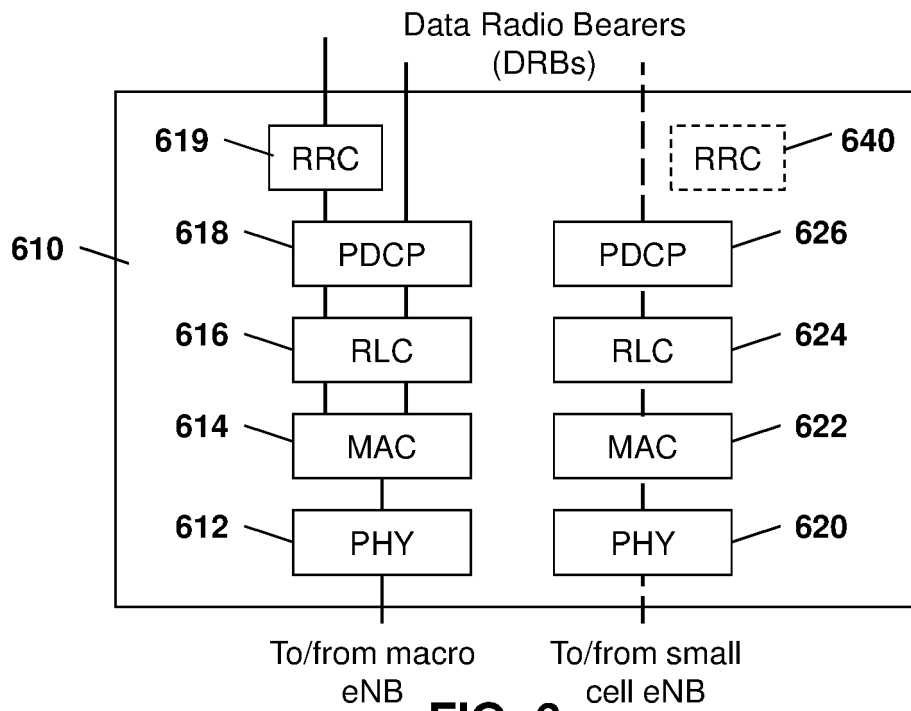 Data Radio Bearers
(DRBs)
619
RRC
RRC
640
610
618
PDCP
PDCP
626
616
RLC
RLC
624
614
MAC
MAC
622
612
PHY
PHY
620
To/from macro
eNB
To/from small
cell eNB
FIG.